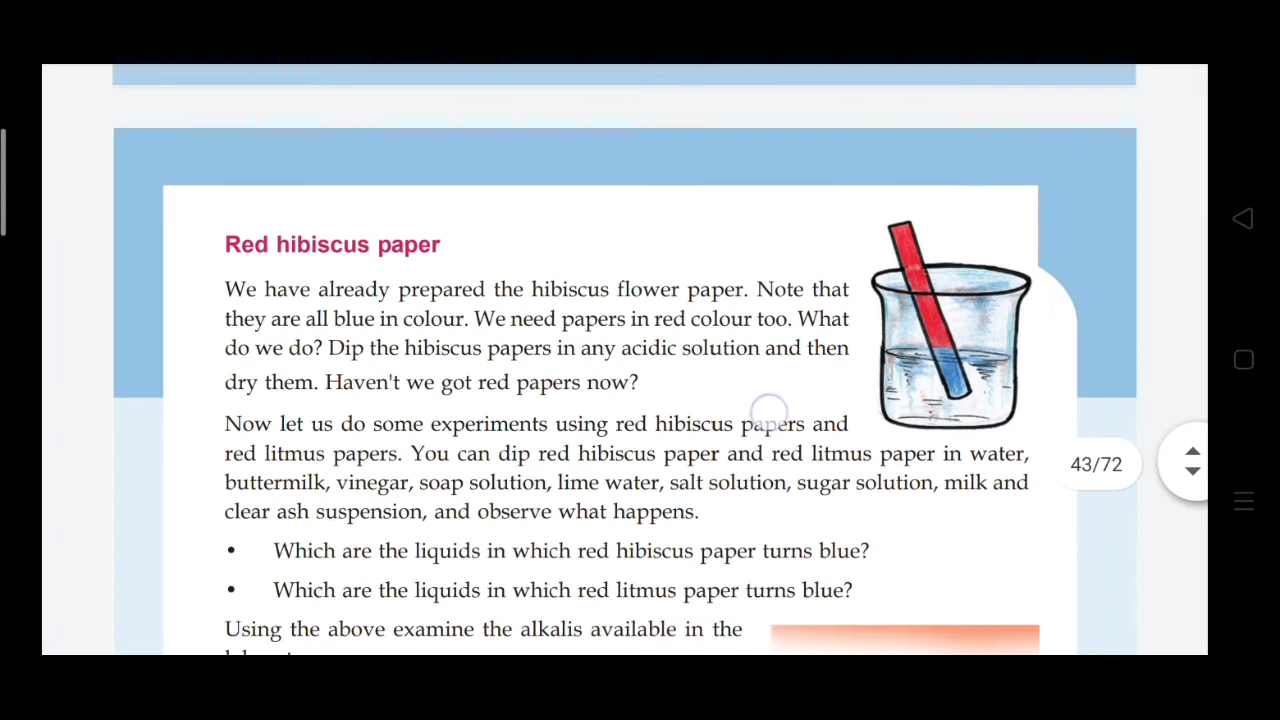 Red hibiscus paper
We have already prepared the hibiscus flower paper. Note that
they are all blue in colour. We need papers in red colour too. What
do we do? Dip the hibiscus papers in any acidic solution and then
dry them. Haven't we got red papers now?
Now let us do some experiments using red hibiscus papers and
red litmus papers. You can dip red hibiscus paper and red litmus paper in water,
buttermilk, vinegar, soap solution, lime water, salt solution, sugar solution, milk and
clear ash suspension, and observe what happens.
• Which are the liquids in which red hibiscus paper turns blue?
• Which are the liquids in which red litmus paper turns blue?
Using the above examine the alkalis available in the
43/72